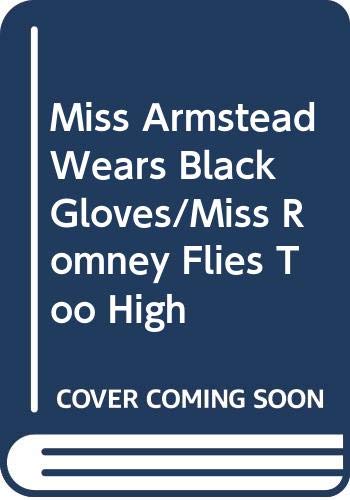 Miss Armstead
Wears Black
Gloves/Miss R
omney Flies T
oo High
COVER COMING SOON